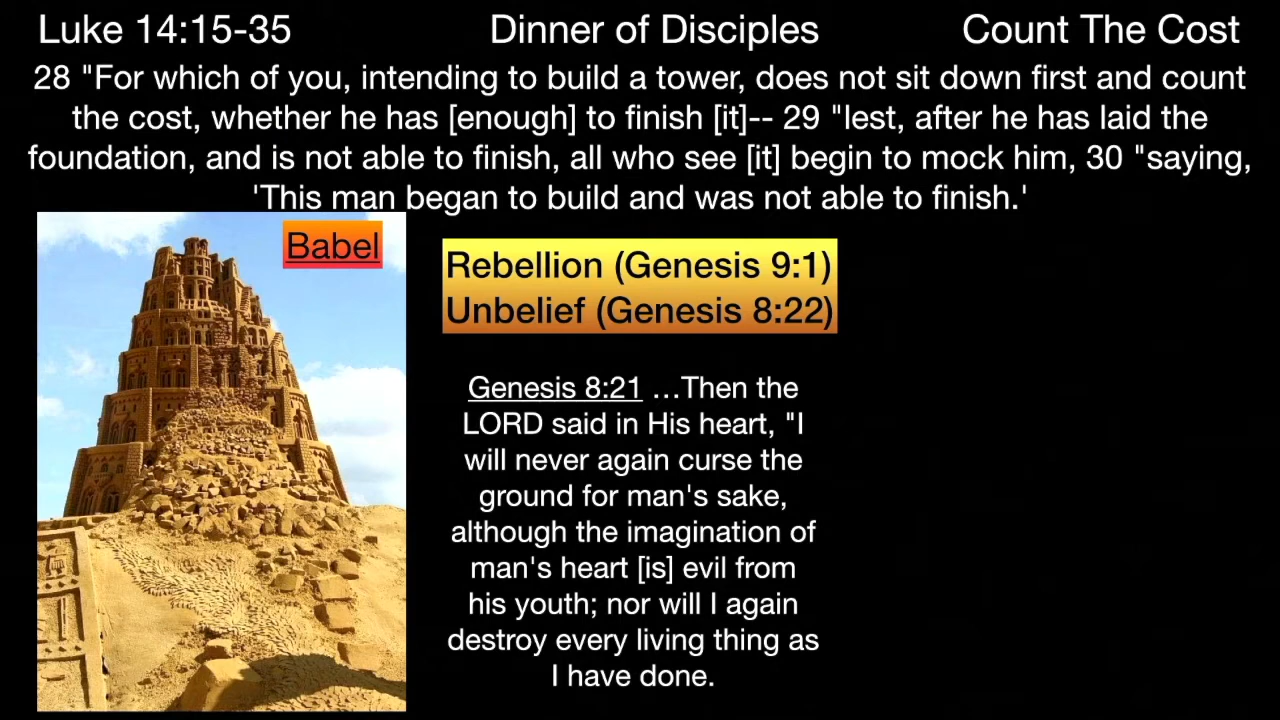 Luke 14:15-35 Dinner of Disciples Count The Cost
28 "For which of you, intending to build a tower, does not sit down first and count
the cost, whether he has [enough] to finish [it]-- 29 "lest, after he has laid the
foundation, and is not able to finish, all who see [it] begin to mock him, 30 "saying,
'This man began to build and was not able to finish.'
Babel
Rebellion (Genesis 9:1)
Unbelief (Genesis 8:22)
Genesis 8:21 …Then the
LORD said in His heart, "I
will never again curse the
ground for man's sake,
although the imagination of
man's heart [is] evil from
his youth; nor will I again
destroy every living thing as
I have done.